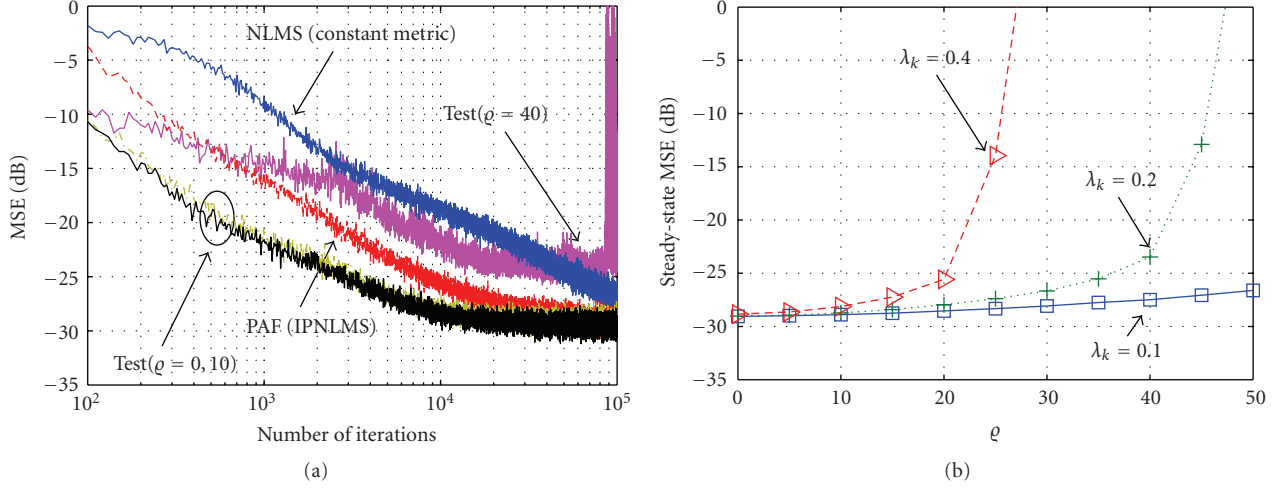 0
−5
−10
−15
−20
−25
−30
−35
MSE (dB)
10²
10³
10⁴
10⁵
Number of iterations
NLMS (constant metric)
Test(ϱ = 40)
PAF (IPNLMS)
Test(ϱ = 0, 10)
(a)
0
−5
−10
−15
−20
−25
−30
−35
Steady-state MSE (dB)
0
10
20
30
40
50
ϱ
λₖ = 0.4
λₖ = 0.2
λₖ = 0.1
(b)